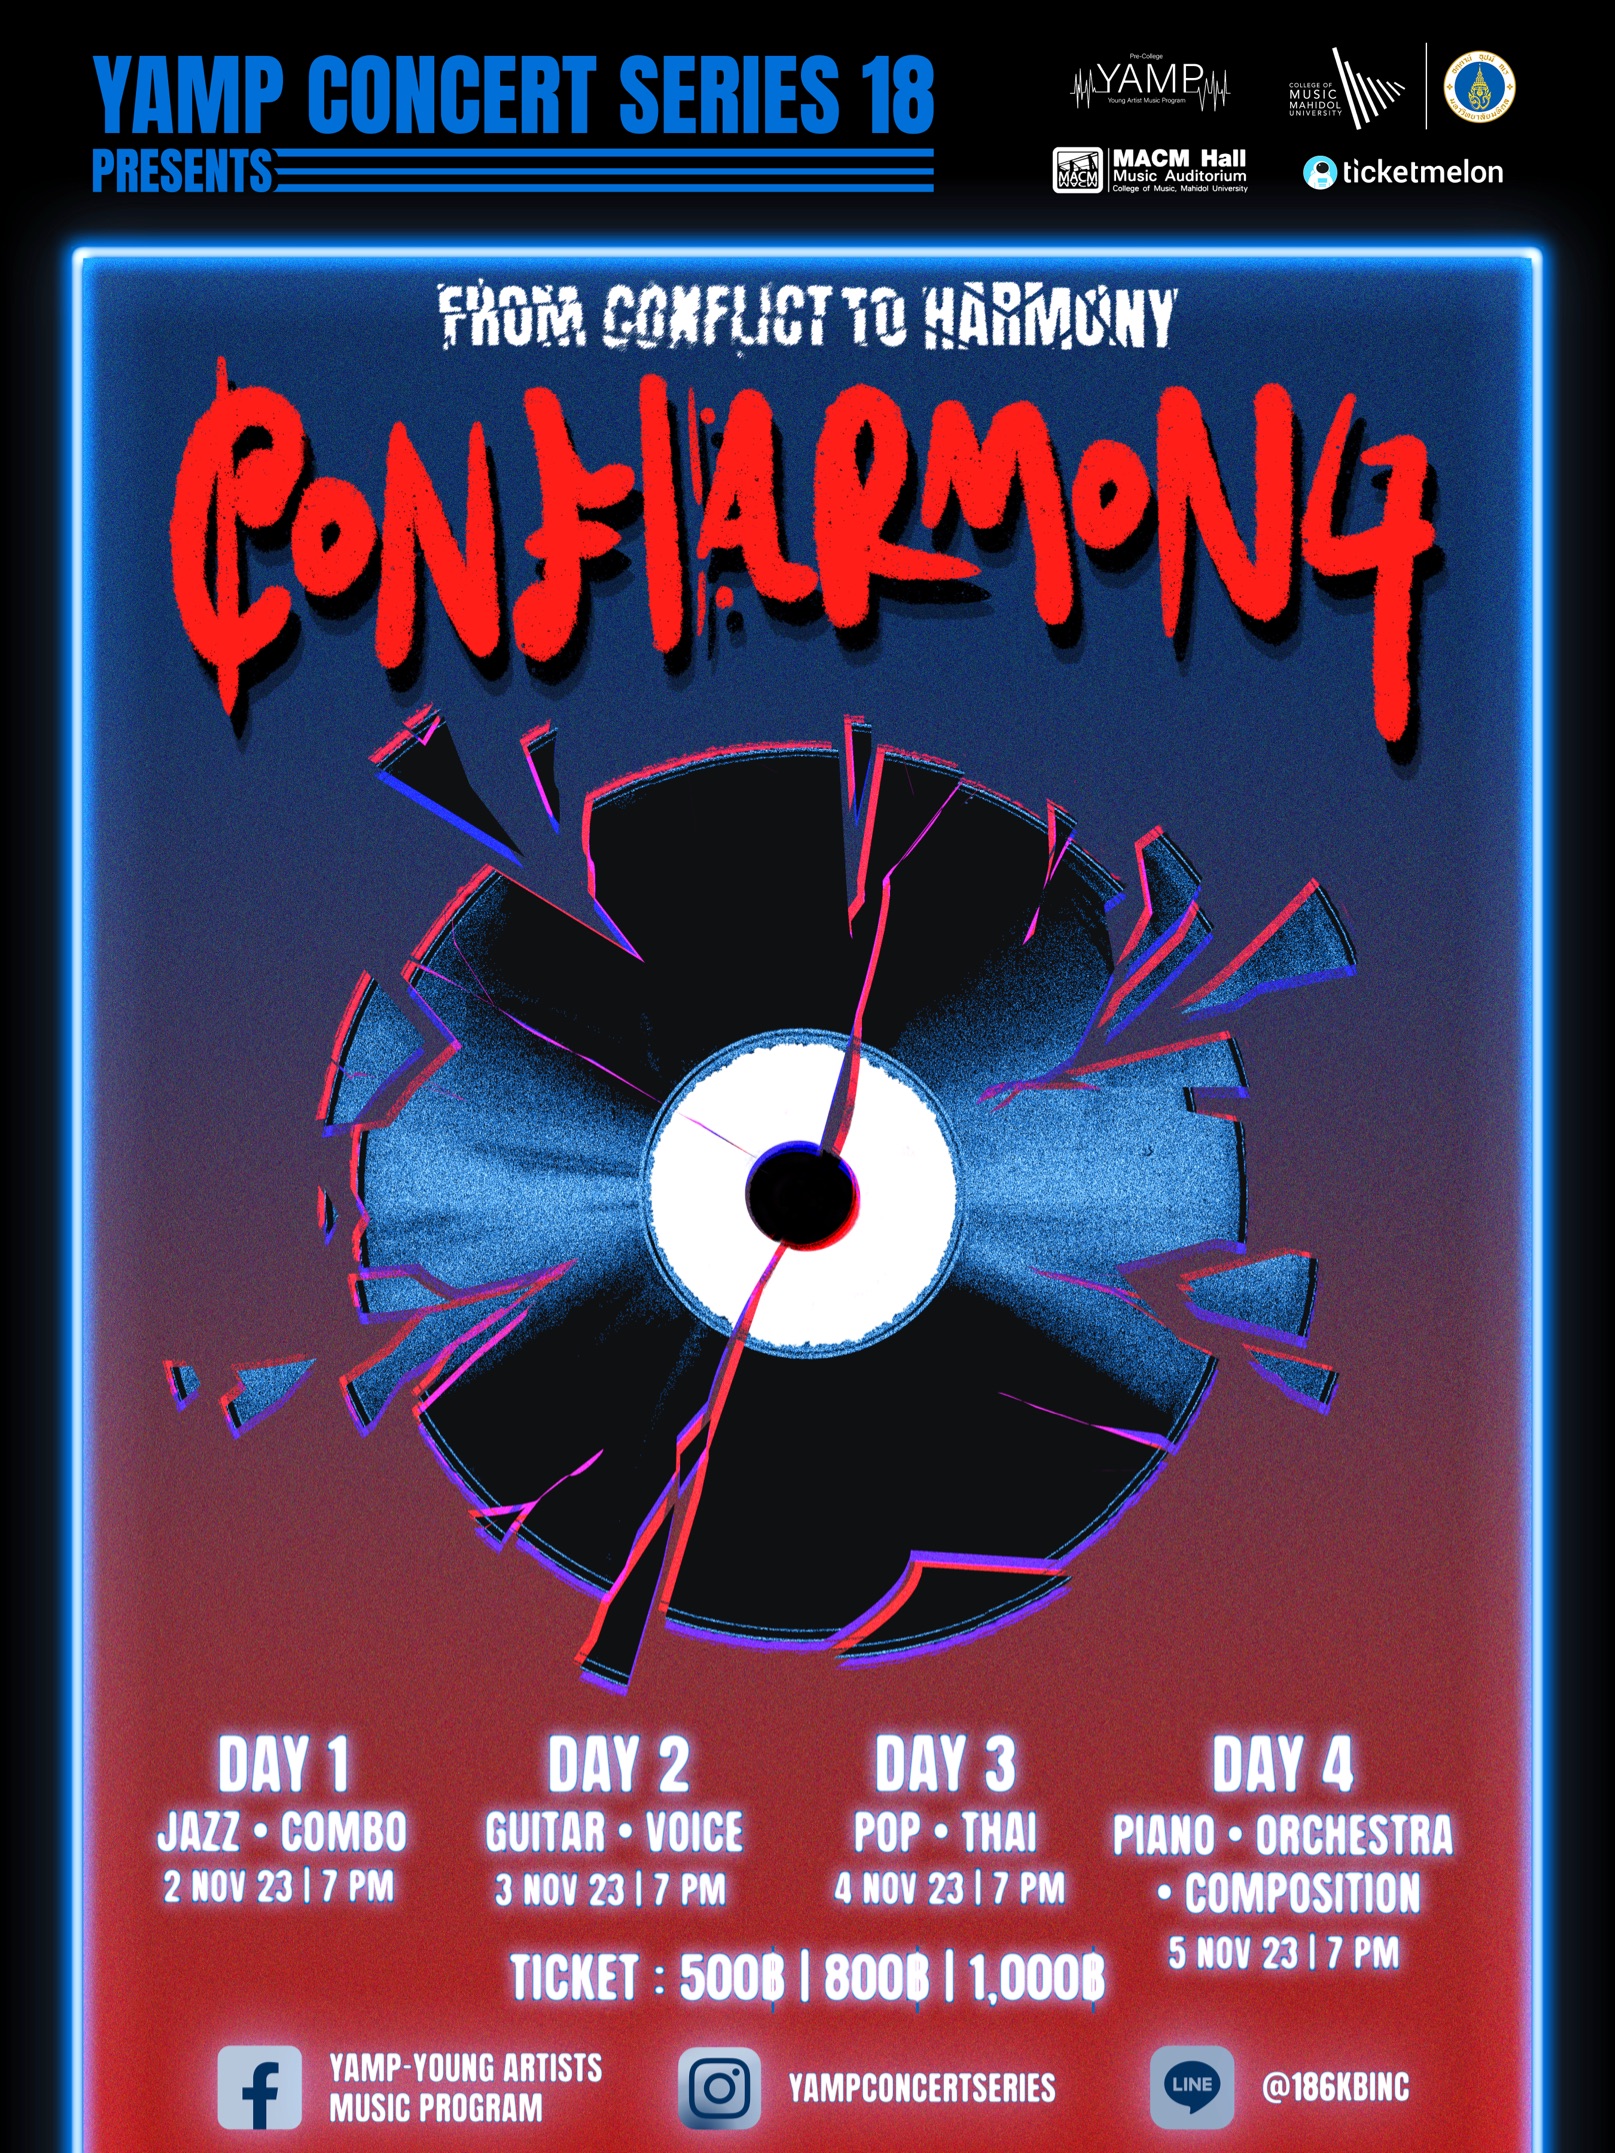 YAMP CONCERT SERIES 18
PRESENTS
Pre-College
YAMP
Young Artist Music Program
COLLEGE OF
MUSIC
MAHIDOL
UNIVERSITY
MACM
MACM Hall
Music Auditorium
College of Music, Mahidol University
ticketmelon
FROM CONFLICT TO HARMONY
CONFHARMONY
DAY 1
JAZZ • COMBO
2 NOV 23 | 7 PM
DAY 2
GUITAR • VOICE
3 NOV 23 | 7 PM
DAY 3
POP • THAI
4 NOV 23 | 7 PM
DAY 4
PIANO • ORCHESTRA
• COMPOSITION
5 NOV 23 | 7 PM
TICKET : 500฿ | 800฿ | 1,000฿
YAMP-YOUNG ARTISTS
MUSIC PROGRAM
YAMPCONCERTSERIES
LINE
@186KBINC